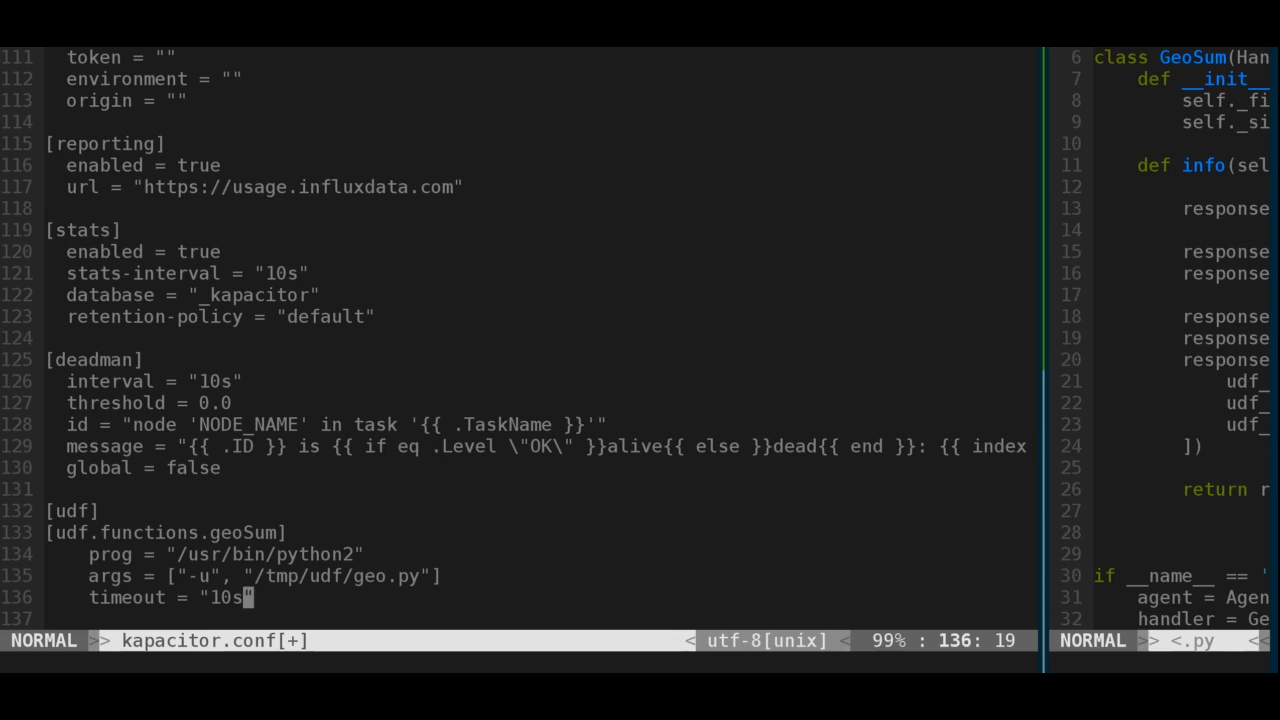 111   token = ""
112   environment = ""
113   origin = ""
114
115 [reporting]
116   enabled = true
117   url = "https://usage.influxdata.com"
118
119 [stats]
120   enabled = true
121   stats-interval = "10s"
122   database = "_kapacitor"
123   retention-policy = "default"
124
125 [deadman]
126   interval = "10s"
127   threshold = 0.0
128   id = "node 'NODE_NAME' in task '{{ .TaskName }}'"
129   message = "{{ .ID }} is {{ if eq .Level \"OK\" }}alive{{ else }}dead{{ end }}: {{ index
130   global = false
131
132 [udf]
133 [udf.functions.geoSum]
134     prog = "/usr/bin/python2"
135     args = ["-u", "/tmp/udf/geo.py"]
136     timeout = "10s"
137
NORMAL >> kapacitor.conf[+] < utf-8[unix] < 99% : 136: 19
6 class GeoSum(Han
7     def __init__
8         self._fi
9         self._si
10
11     def info(sel
12
13         response
14
15         response
16         response
17
18         response
19         response
20         response
21             udf_
22             udf_
23             udf_
24         ])
25
26         return r
27
28
29
30 if __name__ == '
31     agent = Agen
32     handler = Ge
NORMAL >> <.py <<